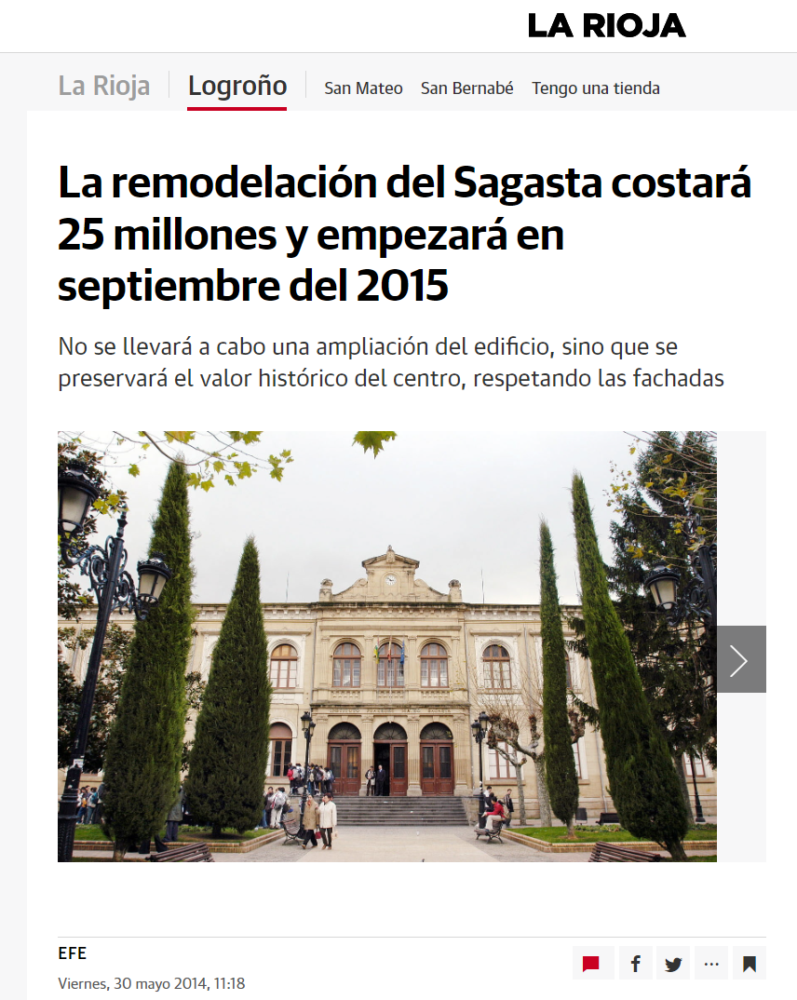 LA RIOJA
La Rioja
Logroño
San Mateo
San Bernabé
Tengo una tienda
La remodelación del Sagasta costará
25 millones y empezará en
septiembre del 2015
No se llevará a cabo una ampliación del edificio, sino que se
preservará el valor histórico del centro, respetando las fachadas
EFE
Viernes, 30 mayo 2014, 11:18